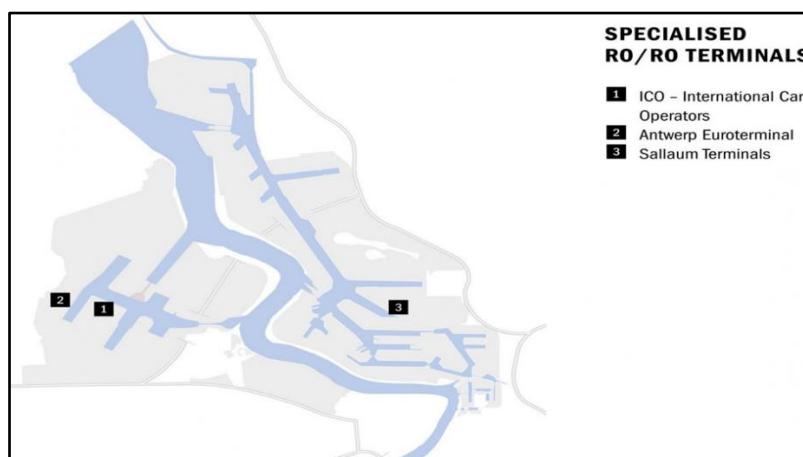 SPECIALISED
RO/RO TERMINALS
1 ICO – International Car
Operators
2 Antwerp Euroterminal
3 Sallaum Terminals
2
1
3